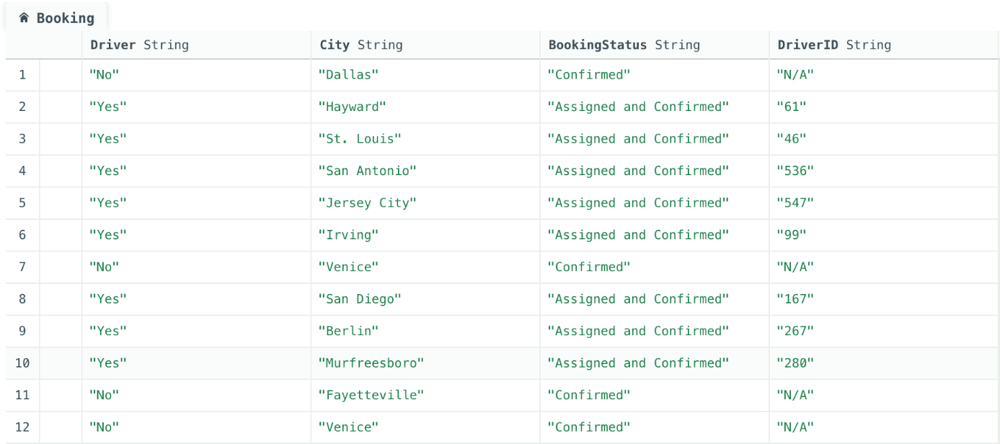 Booking
Driver String City String BookingStatus String DriverID String
1 "No" "Dallas" "Confirmed" "N/A"
2 "Yes" "Hayward" "Assigned and Confirmed" "61"
3 "Yes" "St. Louis" "Assigned and Confirmed" "46"
4 "Yes" "San Antonio" "Assigned and Confirmed" "536"
5 "Yes" "Jersey City" "Assigned and Confirmed" "547"
6 "Yes" "Irving" "Assigned and Confirmed" "99"
7 "No" "Venice" "Confirmed" "N/A"
8 "Yes" "San Diego" "Assigned and Confirmed" "167"
9 "Yes" "Berlin" "Assigned and Confirmed" "267"
10 "Yes" "Murfreesboro" "Assigned and Confirmed" "280"
11 "No" "Fayetteville" "Confirmed" "N/A"
12 "No" "Venice" "Confirmed" "N/A"